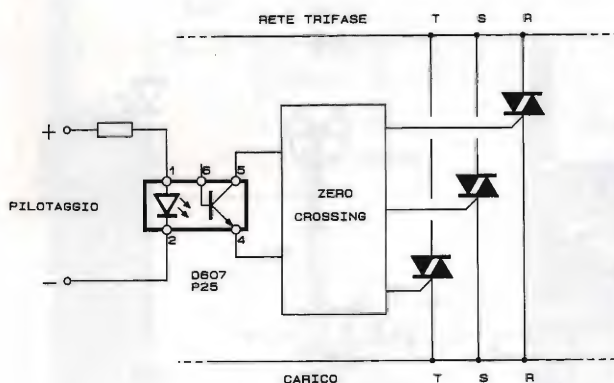 RETE TRIFASE T S R
+
1 6 5
PILOTAGGIO
ZERO
CROSSING
2 4
-
D607
P25
CARICO T S R